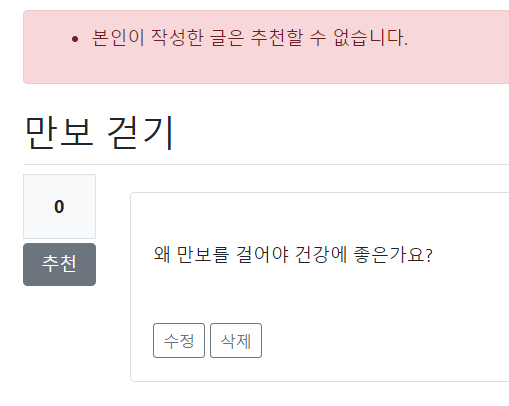 본인이 작성한 글은 추천할 수 없습니다.
만보 걷기
0
추천
왜 만보를 걸어야 건강에 좋은가요?
수정 삭제